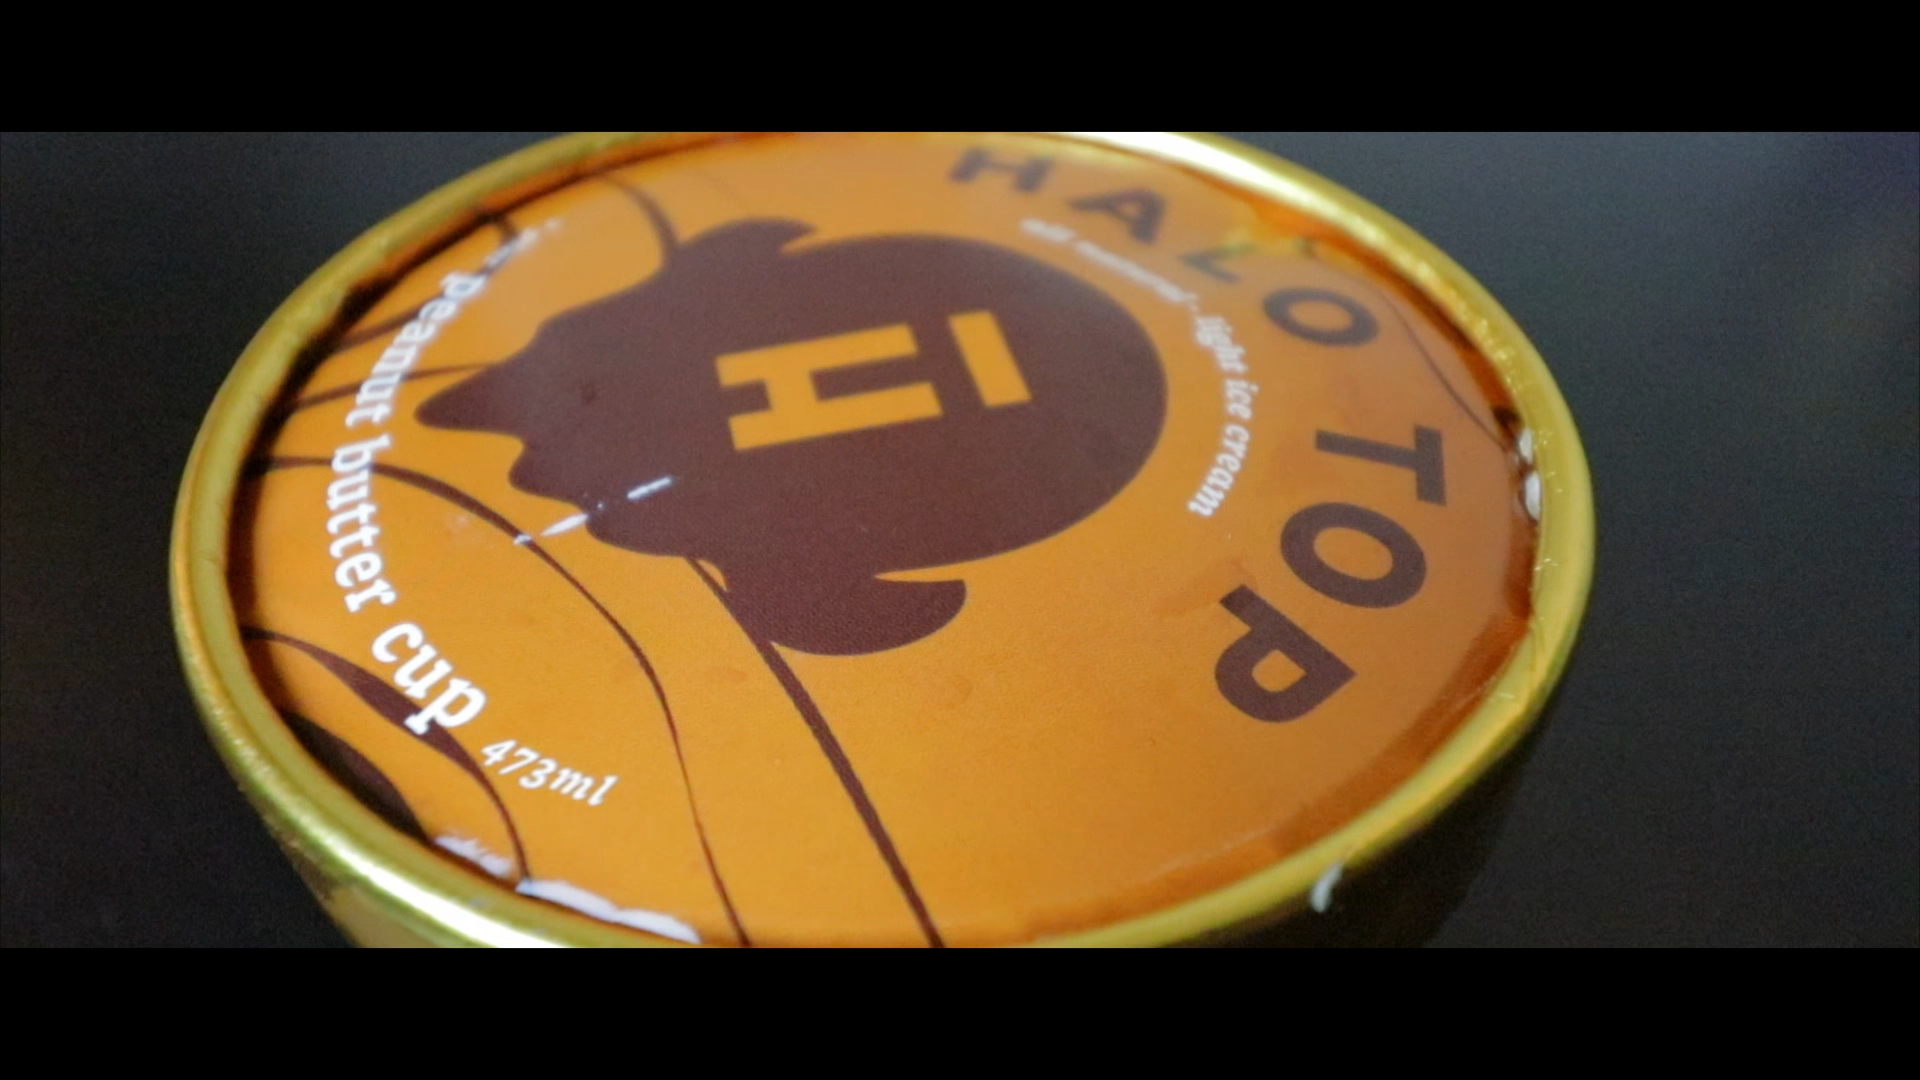 HALO TOP
all natural · light ice cream
H
peanut butter cup
473ml